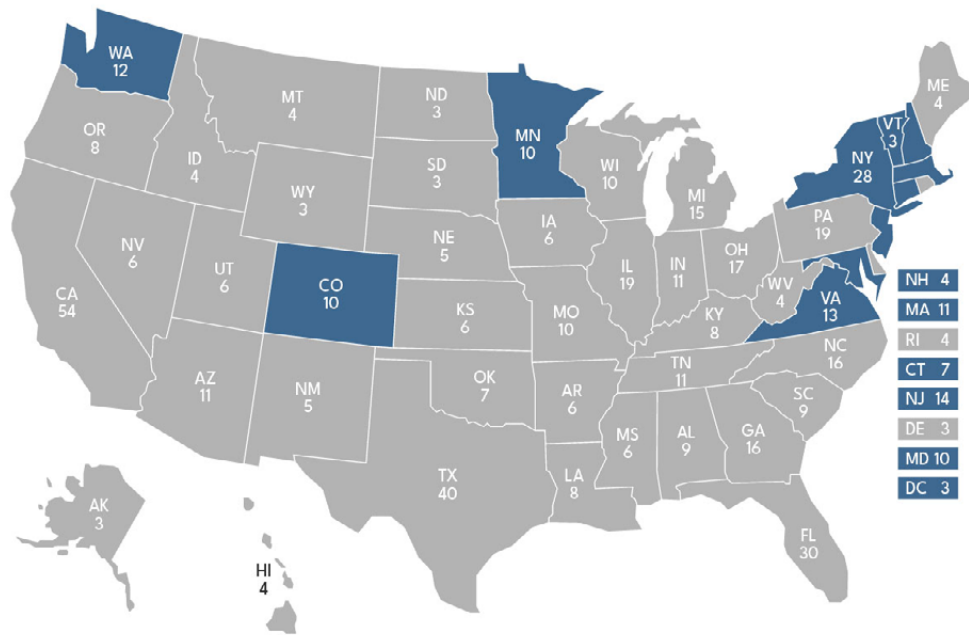 WA
12
MT
4
ND
3
MN
10
ME
4
VT
3
OR
8
ID
4
SD
3
WI
10
NY
28
WY
3
MI
15
IA
6
PA
19
NV
6
UT
6
NE
5
IL
19
IN
11
OH
17
CA
54
CO
10
KS
6
MO
10
WV
4
VA
13
KY
8
NC
16
AZ
11
NM
5
OK
7
AR
6
TN
11
SC
9
MS
6
AL
9
GA
16
TX
40
LA
8
FL
30
AK
3
HI
4
NH 4
MA 11
RI 4
CT 7
NJ 14
DE 3
MD 10
DC 3